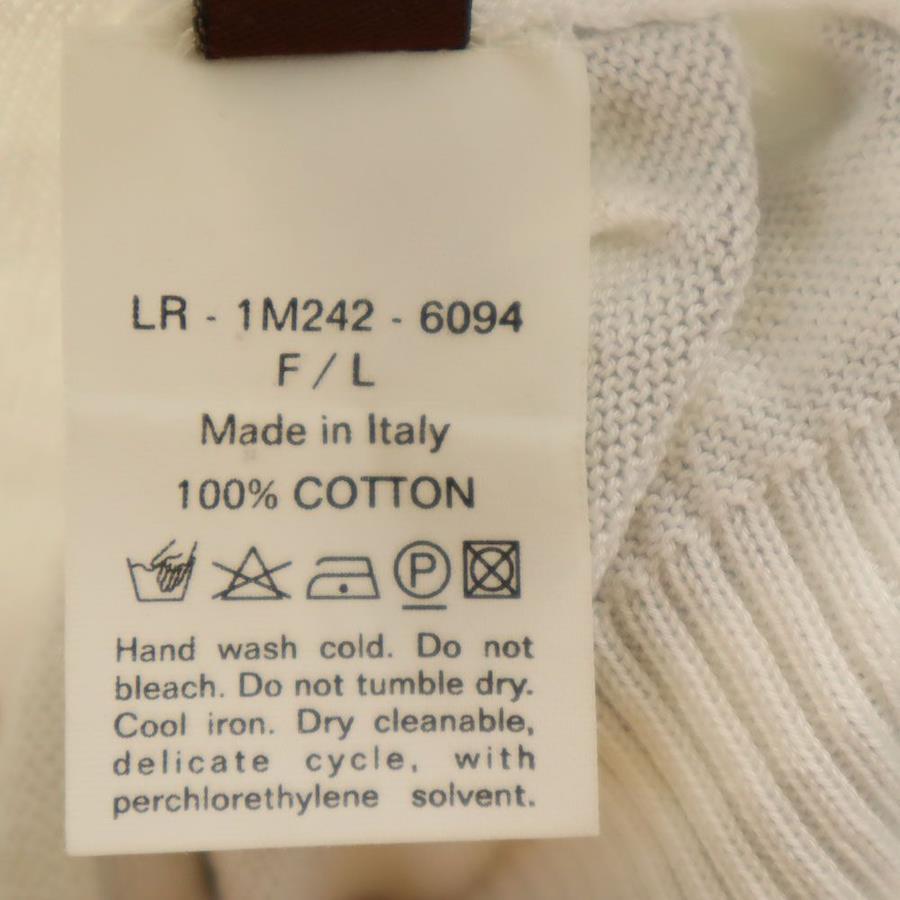 LR - 1M242 - 6094
F / L
Made in Italy
100% COTTON
P
Hand wash cold. Do not
bleach. Do not tumble dry.
Cool iron. Dry cleanable,
delicate cycle, with
perchlorethylene solvent.